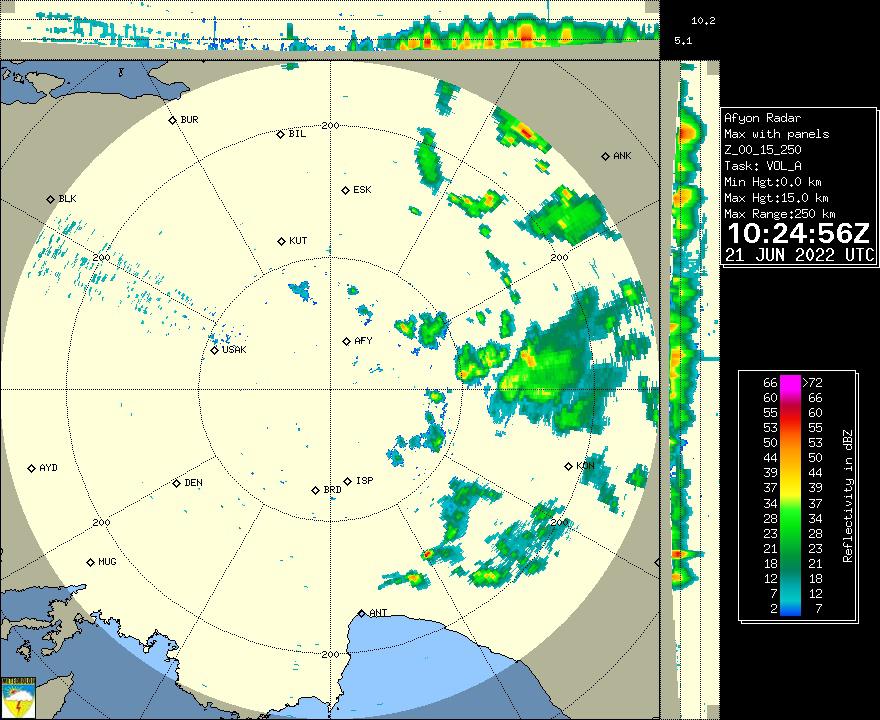 10.2
5.1
BUR
BIL
200
ANK
ESK
BLK
KUT
200
200
AFY
USAK
AYD
KON
DEN
BRD
ISP
200
200
MUG
ANT
200
Afyon Radar
Max with panels
Z_00_15_250
Task: VOL_A
Min Hgt:0.0 km
Max Hgt:15.0 km
Max Range:250 km
10:24:56Z
21 JUN 2022 UTC
66 >72
60 66
55 60
53 55
50 53
44 50
39 44
37 39
34 37
28 34
23 28
21 23
18 21
12 18
7 12
2 7
Reflectivity in dBZ